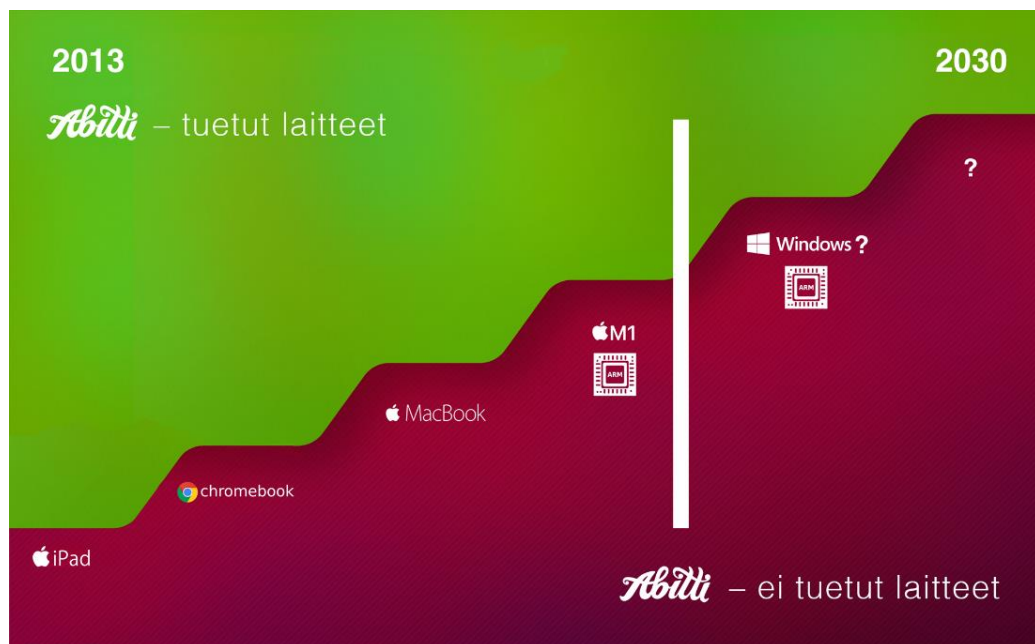 2013
2030
Abitti – tuetut laitteet
?
Windows ?
ARM
M1
ARM
MacBook
chromebook
iPad
Abitti – ei tuetut laitteet